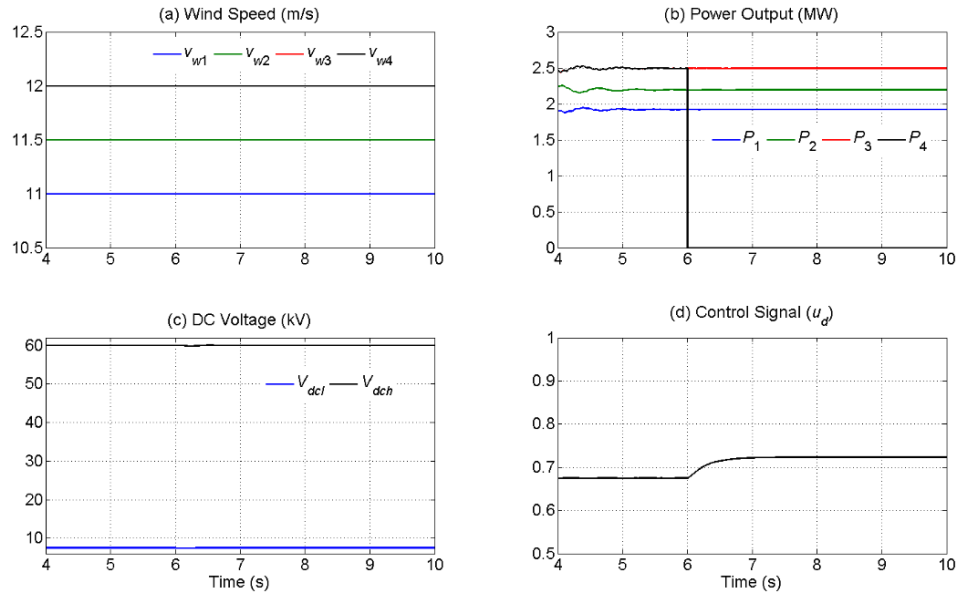 (a) Wind Speed (m/s)
12.5
12
11.5
11
10.5
4 5 6 7 8 9 10
v_w1 v_w2 v_w3 v_w4
(b) Power Output (MW)
3
2.5
2
1.5
1
0.5
0
4 5 6 7 8 9 10
P_1 P_2 P_3 P_4
(c) DC Voltage (kV)
60
50
40
30
20
10
4 5 6 7 8 9 10
Time (s)
V_dcl V_dch
(d) Control Signal (u_d)
1
0.9
0.8
0.7
0.6
0.5
4 5 6 7 8 9 10
Time (s)